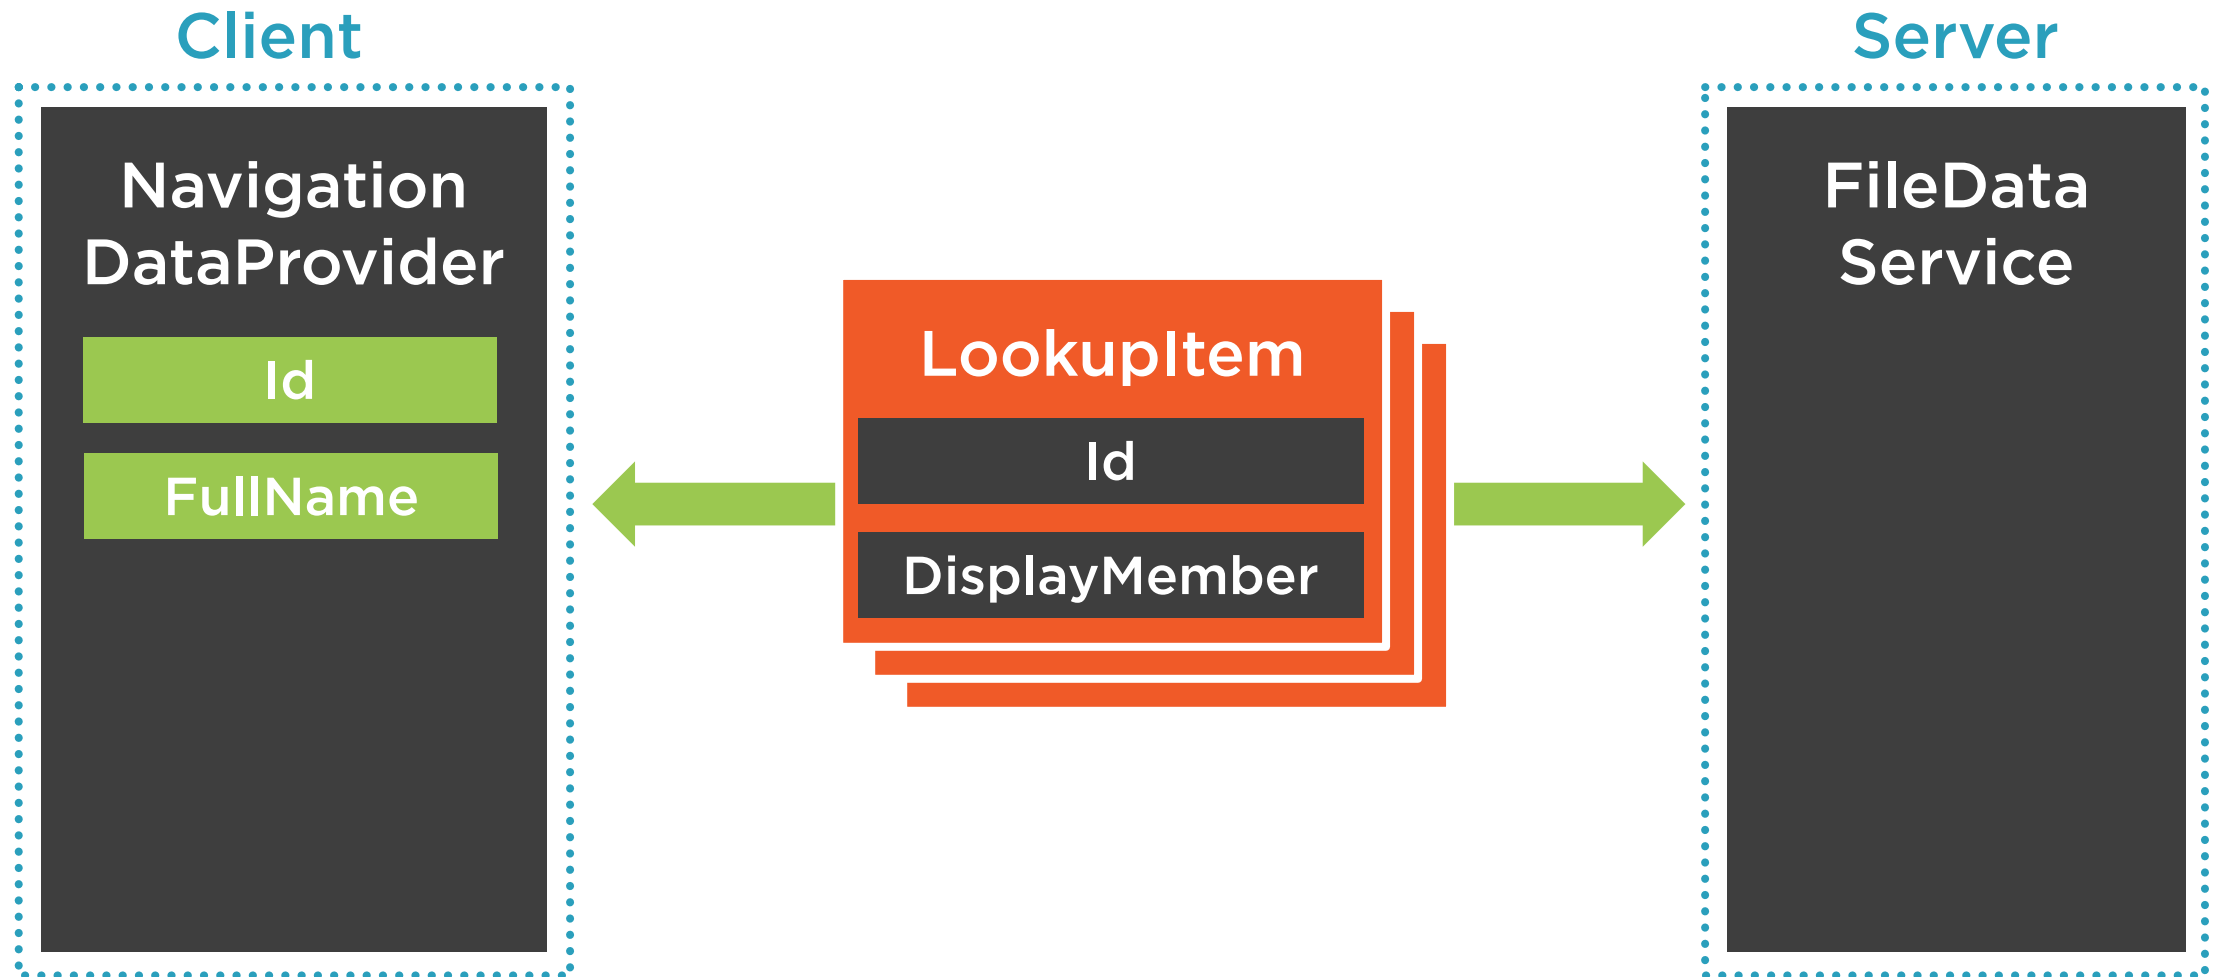 Client
Navigation
DataProvider
Id
FullName
LookupItem
Id
DisplayMember
Server
FileData
Service